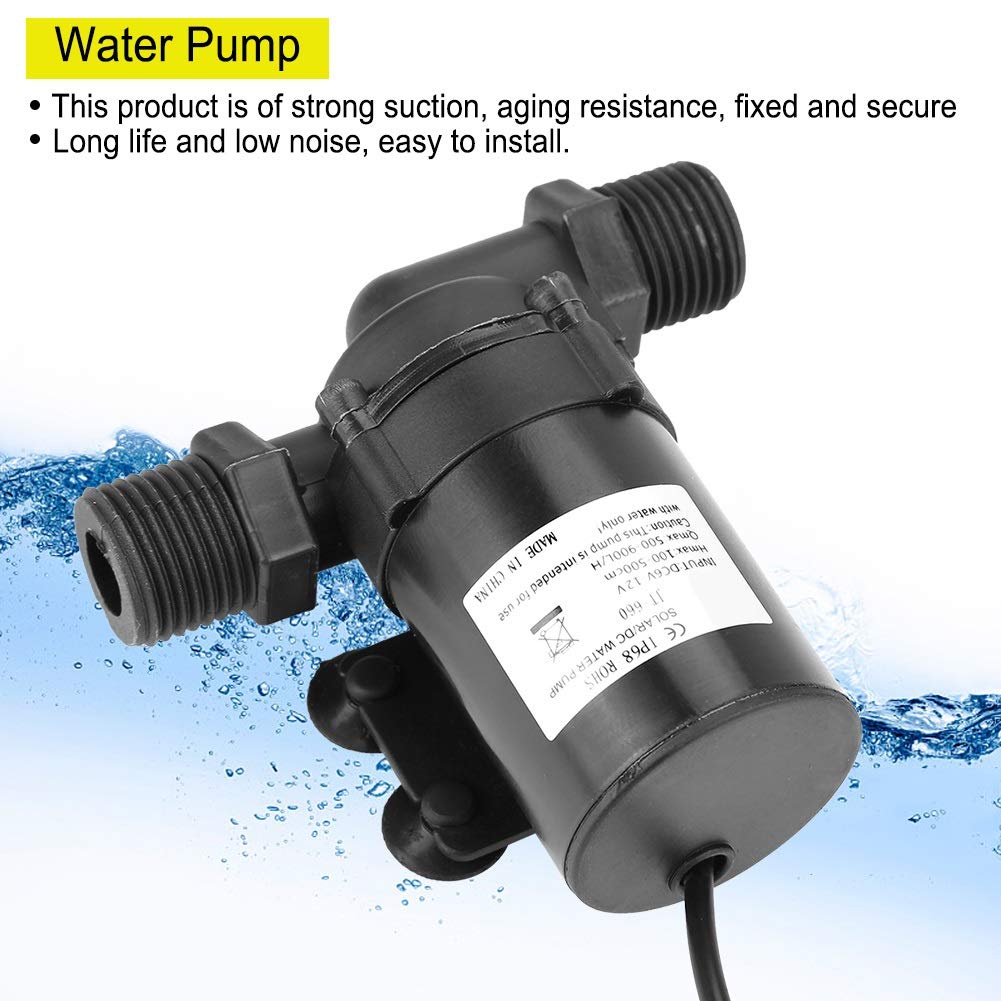 Water Pump
• This product is of strong suction, aging resistance, fixed and secure
• Long life and low noise, easy to install.
CE IP68 ROHS
SOLAR/DC WATER PUMP
JT 660
INPUT DC6V 12V
Hmax 100 500cm
Qmax 500 900L/H
Caution:This pump is intended for use
with water only!
MADE IN CHINA